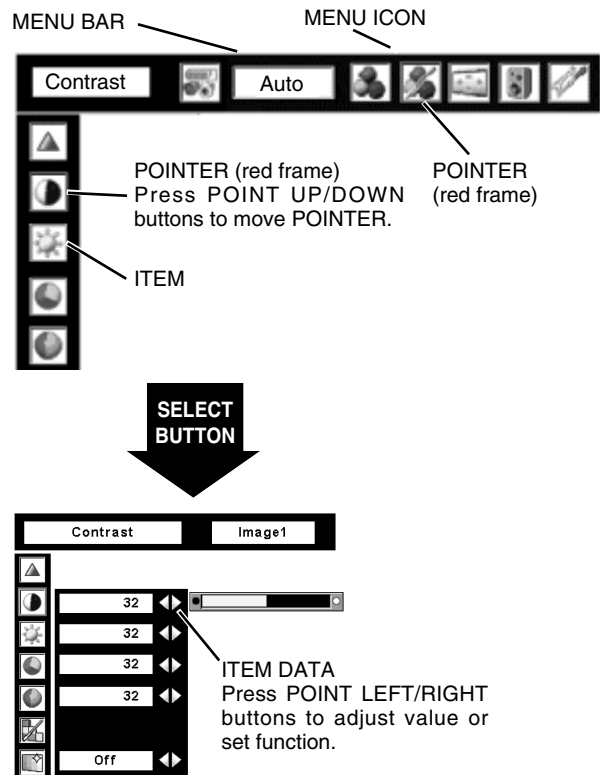 MENU BAR
MENU ICON
Contrast
Auto
POINTER (red frame)
Press POINT UP/DOWN
buttons to move POINTER.
POINTER
(red frame)
ITEM
SELECT
BUTTON
Contrast
Image1
32
32
32
32
Off
ITEM DATA
Press POINT LEFT/RIGHT
buttons to adjust value or
set function.